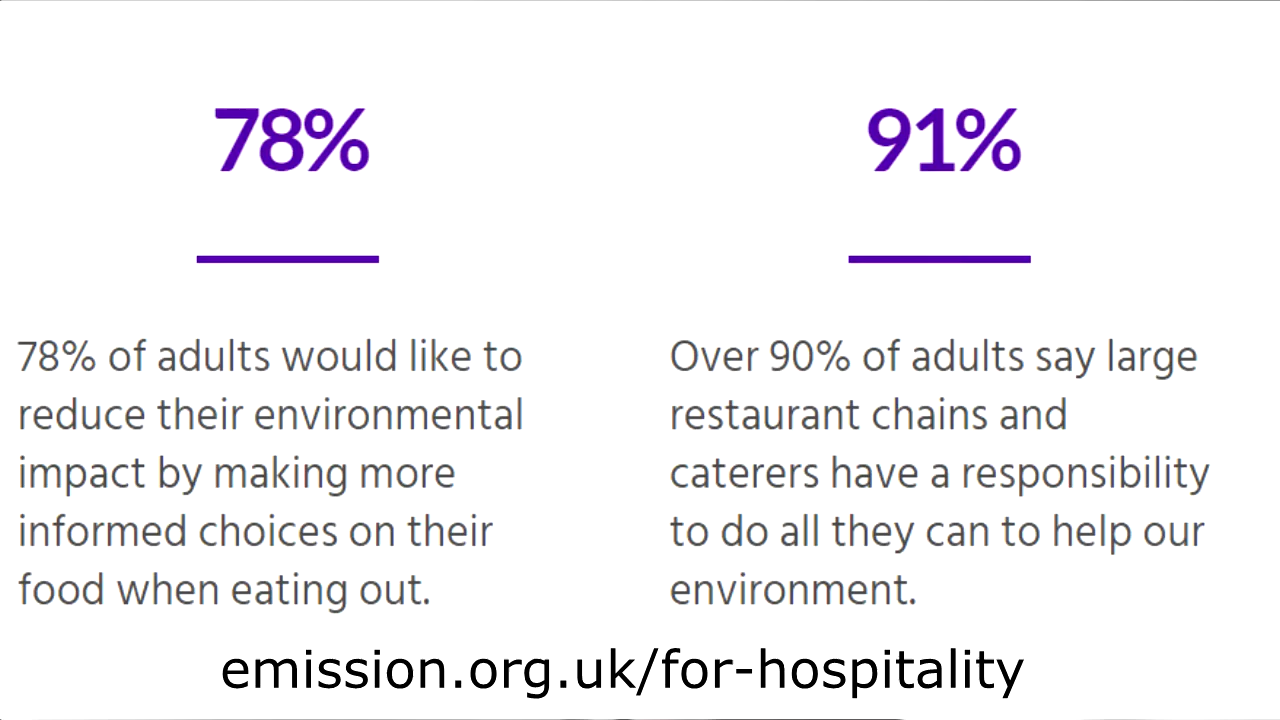 78%
78% of adults would like to
reduce their environmental
impact by making more
informed choices on their
food when eating out.
91%
Over 90% of adults say large
restaurant chains and
caterers have a responsibility
to do all they can to help our
environment.
emission.org.uk/for-hospitality